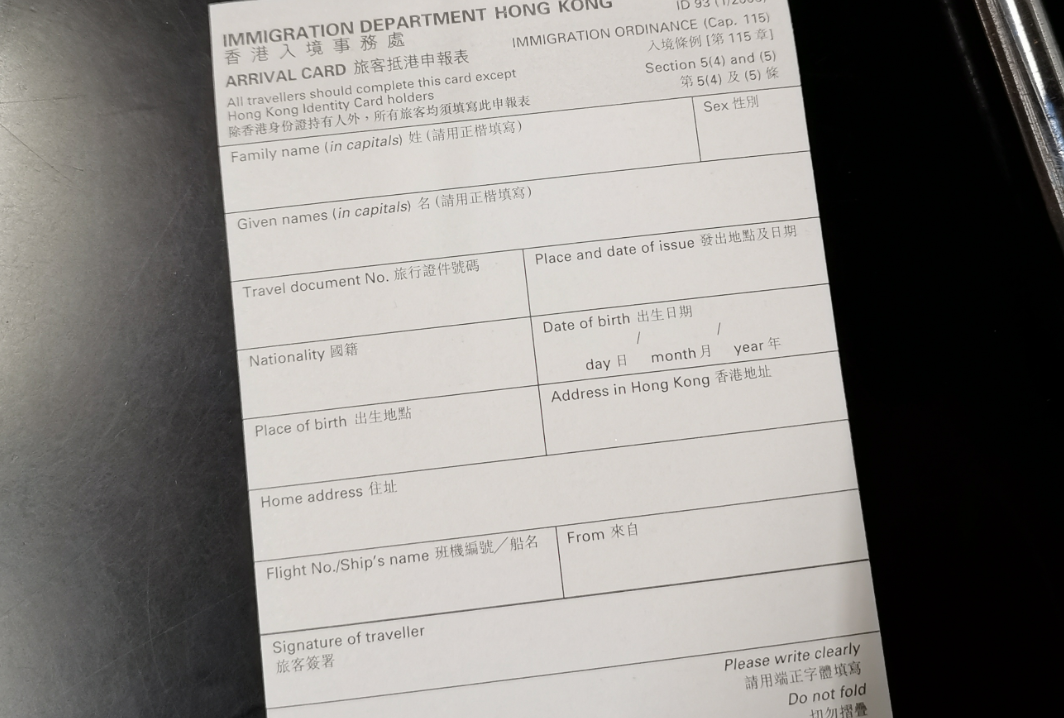 IMMIGRATION DEPARTMENT HONG KONG
香港入境事務處
ID 93 (1/2006)
IMMIGRATION ORDINANCE (Cap. 115)
入境條例 [第 115 章]
Section 5(4) and (5)
第 5(4) 及 (5) 條
ARRIVAL CARD 旅客抵港申報表
All travellers should complete this card except
Hong Kong Identity Card holders
除香港身份證持有人外，所有旅客均須填寫此申報表
Family name (in capitals) 姓 (請用正楷填寫)
Sex 性別
Given names (in capitals) 名 (請用正楷填寫)
Travel document No. 旅行證件號碼
Place and date of issue 發出地點及日期
Nationality 國籍
Date of birth 出生日期
/ /
day 日 month 月 year 年
Place of birth 出生地點
Address in Hong Kong 香港地址
Home address 住址
Flight No./Ship's name 班機編號／船名
From 來自
Signature of traveller
旅客簽署
Please write clearly
請用端正字體填寫
Do not fold
切勿摺疊